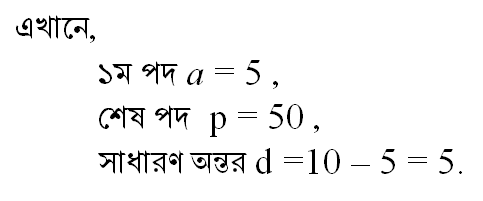 এখানে,
১ম পদ a = 5 ,
শেষ পদ p = 50 ,
সাধারণ অন্তর d =10 – 5 = 5.